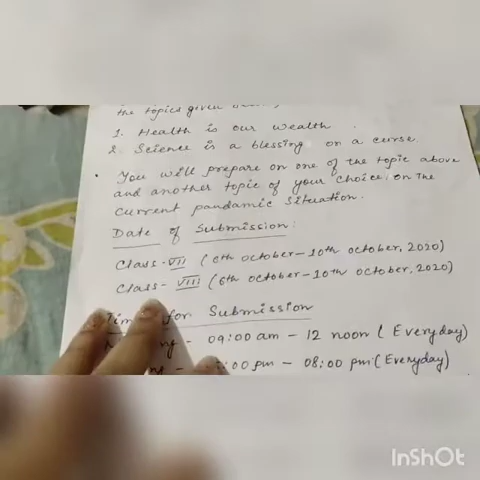 the topics given
1. Health is our wealth
2. Science is a blessing or a curse
• You will prepare on one of the topic above
and another topic of your choice on the
current pandamic situation.
Date of Submission:
Class - VII (6th october - 10th october, 2020)
Class - VIII (6th october - 10th october, 2020)
for Submission
09:00 am - 12 noon (Everyday)
:00 pm - 08:00 pm (Everyday)
InShOt